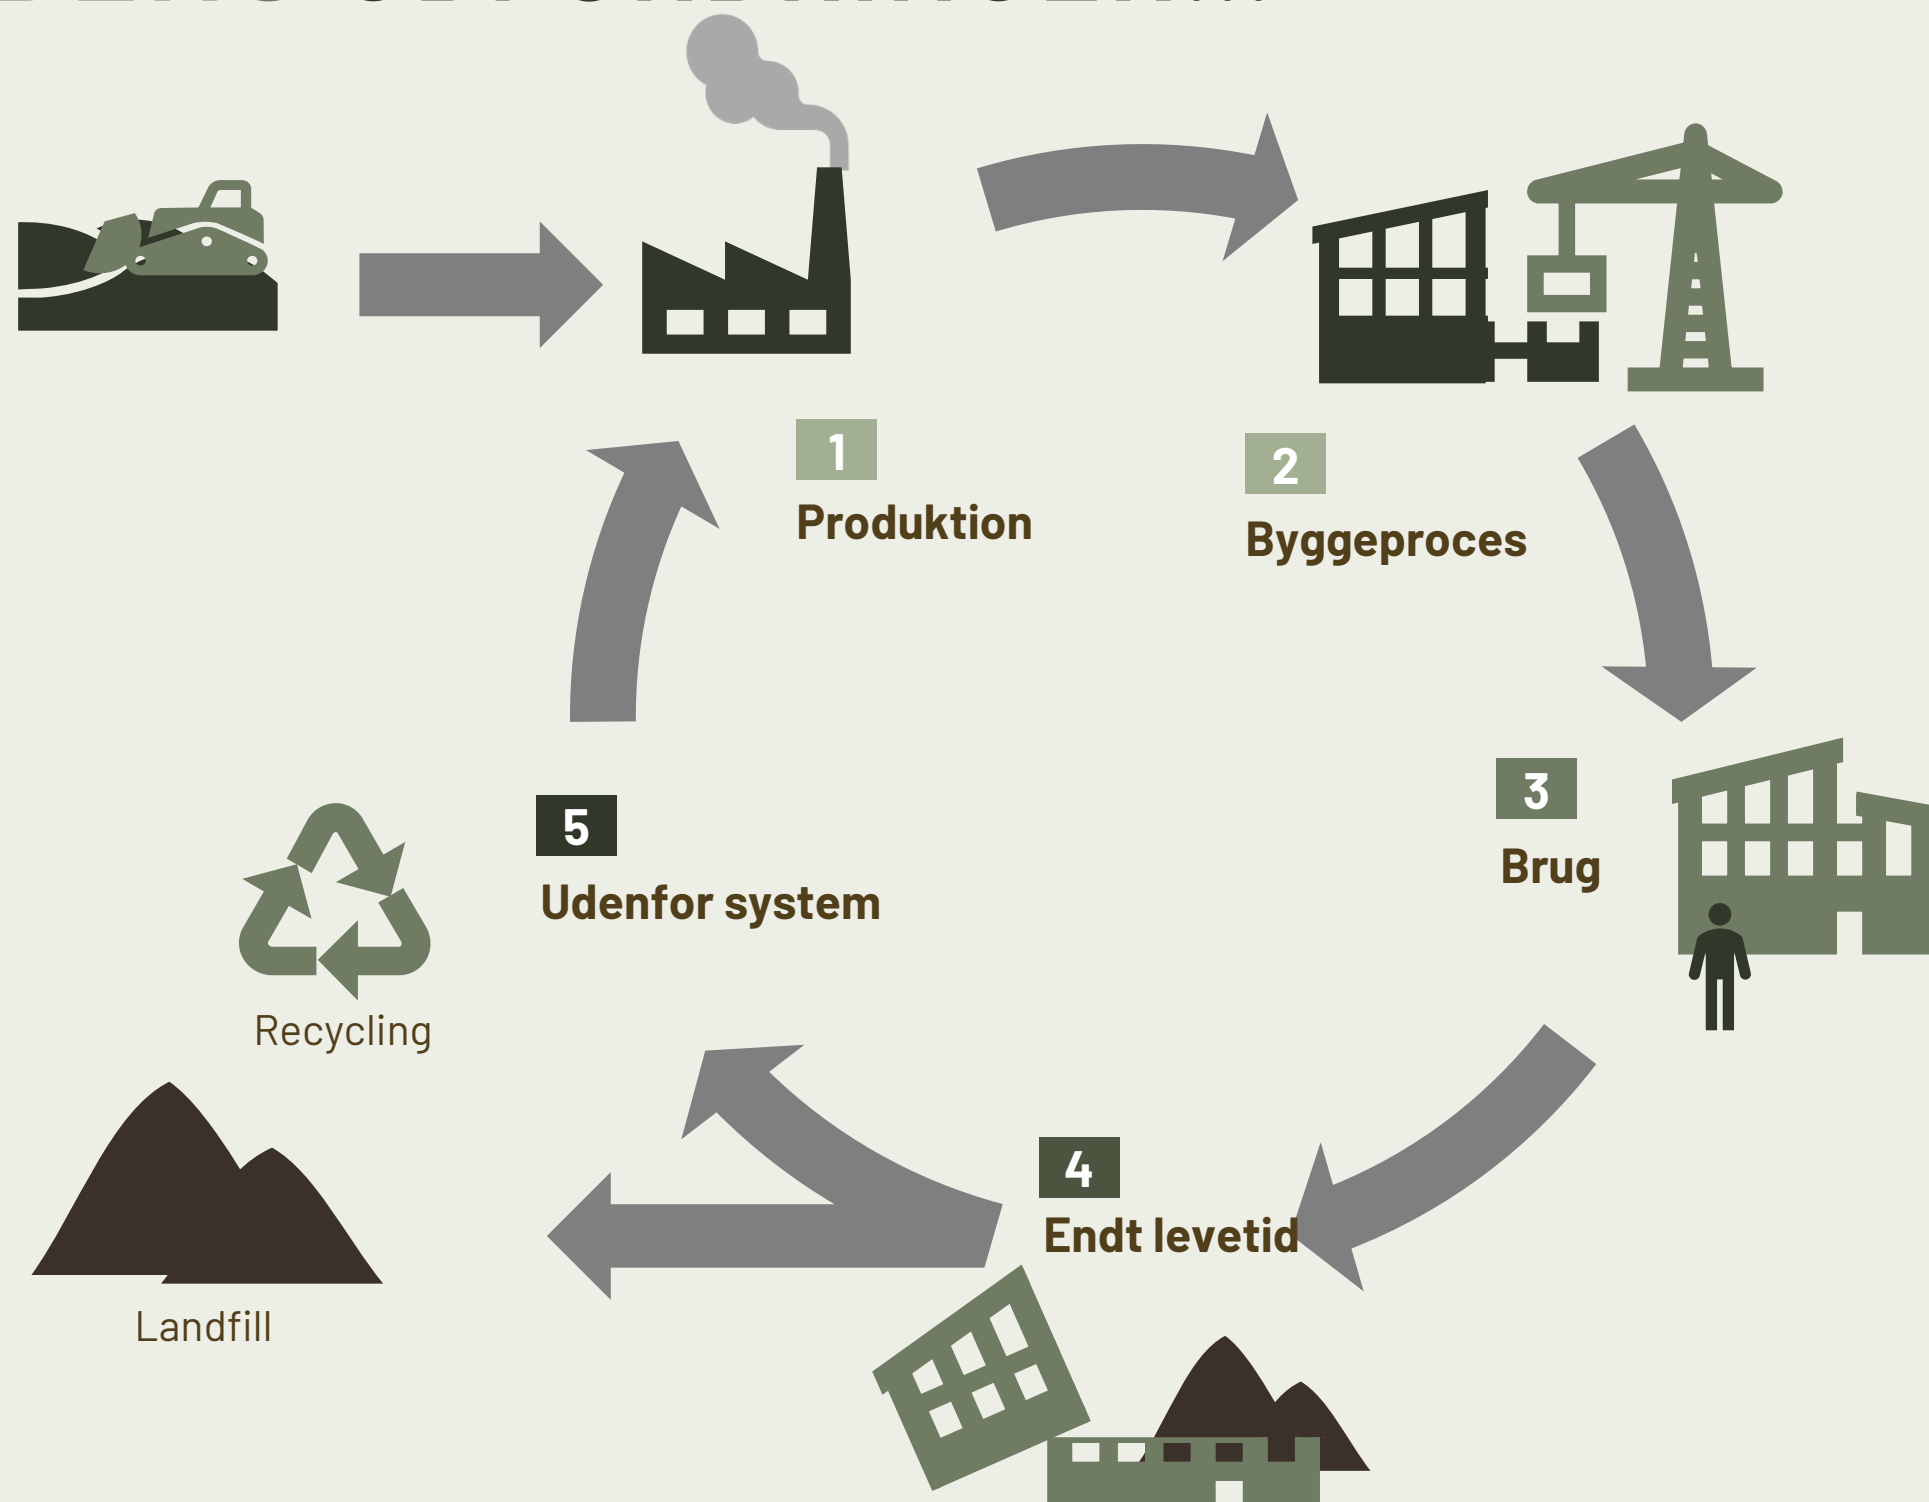 1
Produktion
2
Byggeproces
3
Brug
5
Udenfor system
Recycling
4
Endt levetid
Landfill